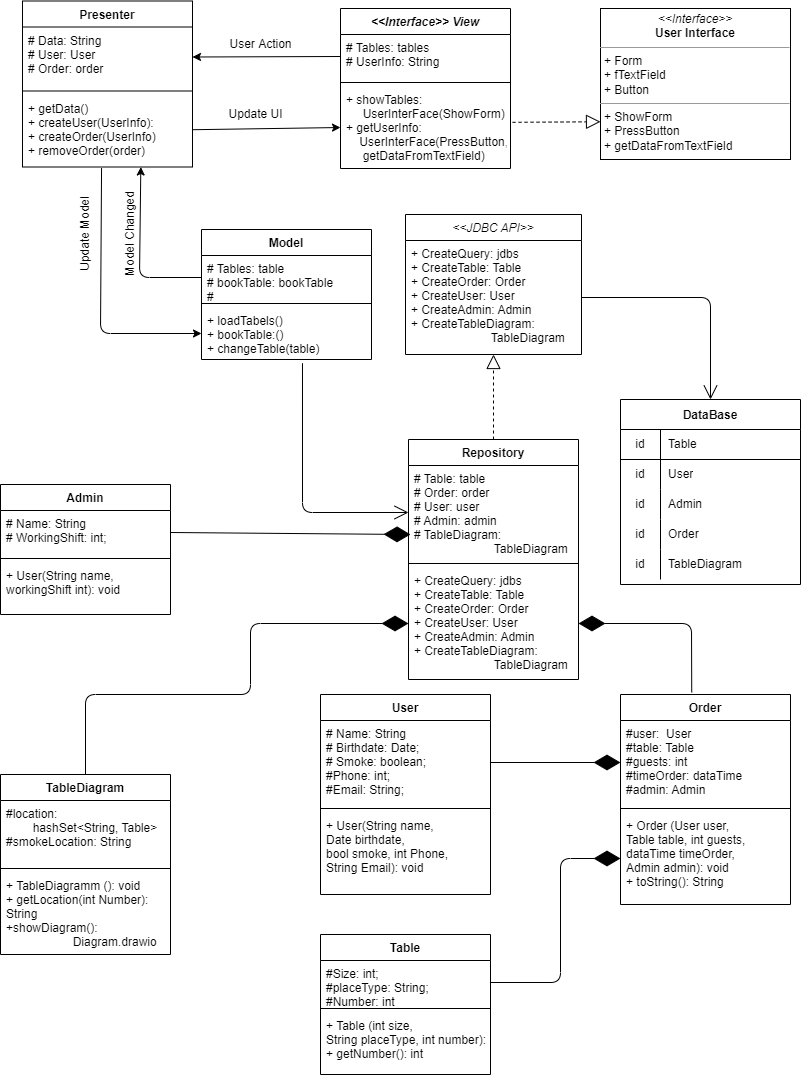 Presenter
# Data: String
# User: User
# Order: order
+ getData()
+ createUser(UserInfo):
+ createOrder(UserInfo)
+ removeOrder(order)
User Action
Update UI
<<Interface>> View
# Tables: tables
# UserInfo: String
+ showTables:
UserInterFace(ShowForm)
+ getUserInfo:
UserInterFace(PressButton,
getDataFromTextField)
<<Interface>>
User Interface
+ Form
+ fTextField
+ Button
+ ShowForm
+ PressButton
+ getDataFromTextField
Update Model
Model Changed
Model
# Tables: table
# bookTable: bookTable
#
+ loadTabels()
+ bookTable:()
+ changeTable(table)
<<JDBC API>>
+ CreateQuery: jdbs
+ CreateTable: Table
+ CreateOrder: Order
+ CreateUser: User
+ CreateAdmin: Admin
+ CreateTableDiagram:
TableDiagram
DataBase
id Table
id User
id Admin
id Order
id TableDiagram
Repository
# Table: table
# Order: order
# User: user
# Admin: admin
# TableDiagram:
TableDiagram
+ CreateQuery: jdbs
+ CreateTable: Table
+ CreateOrder: Order
+ CreateUser: User
+ CreateAdmin: Admin
+ CreateTableDiagram:
TableDiagram
Admin
# Name: String
# WorkingShift: int;
+ User(String name,
workingShift int): void
User
# Name: String
# Birthdate: Date;
# Smoke: boolean;
#Phone: int;
#Email: String;
+ User(String name,
Date birthdate,
bool smoke, int Phone,
String Email): void
Order
#user:  User
#table: Table
#guests: int
#timeOrder: dataTime
#admin: Admin
+ Order (User user,
Table table, int guests,
dataTime timeOrder,
Admin admin): void
+ toString(): String
TableDiagram
#location:
hashSet<String, Table>
#smokeLocation: String
+ TableDiagramm (): void
+ getLocation(int Number):
String
+showDiagram():
Diagram.drawio
Table
#Size: int;
#placeType: String;
#Number: int
+ Table (int size,
String placeType, int number):
+ getNumber(): int